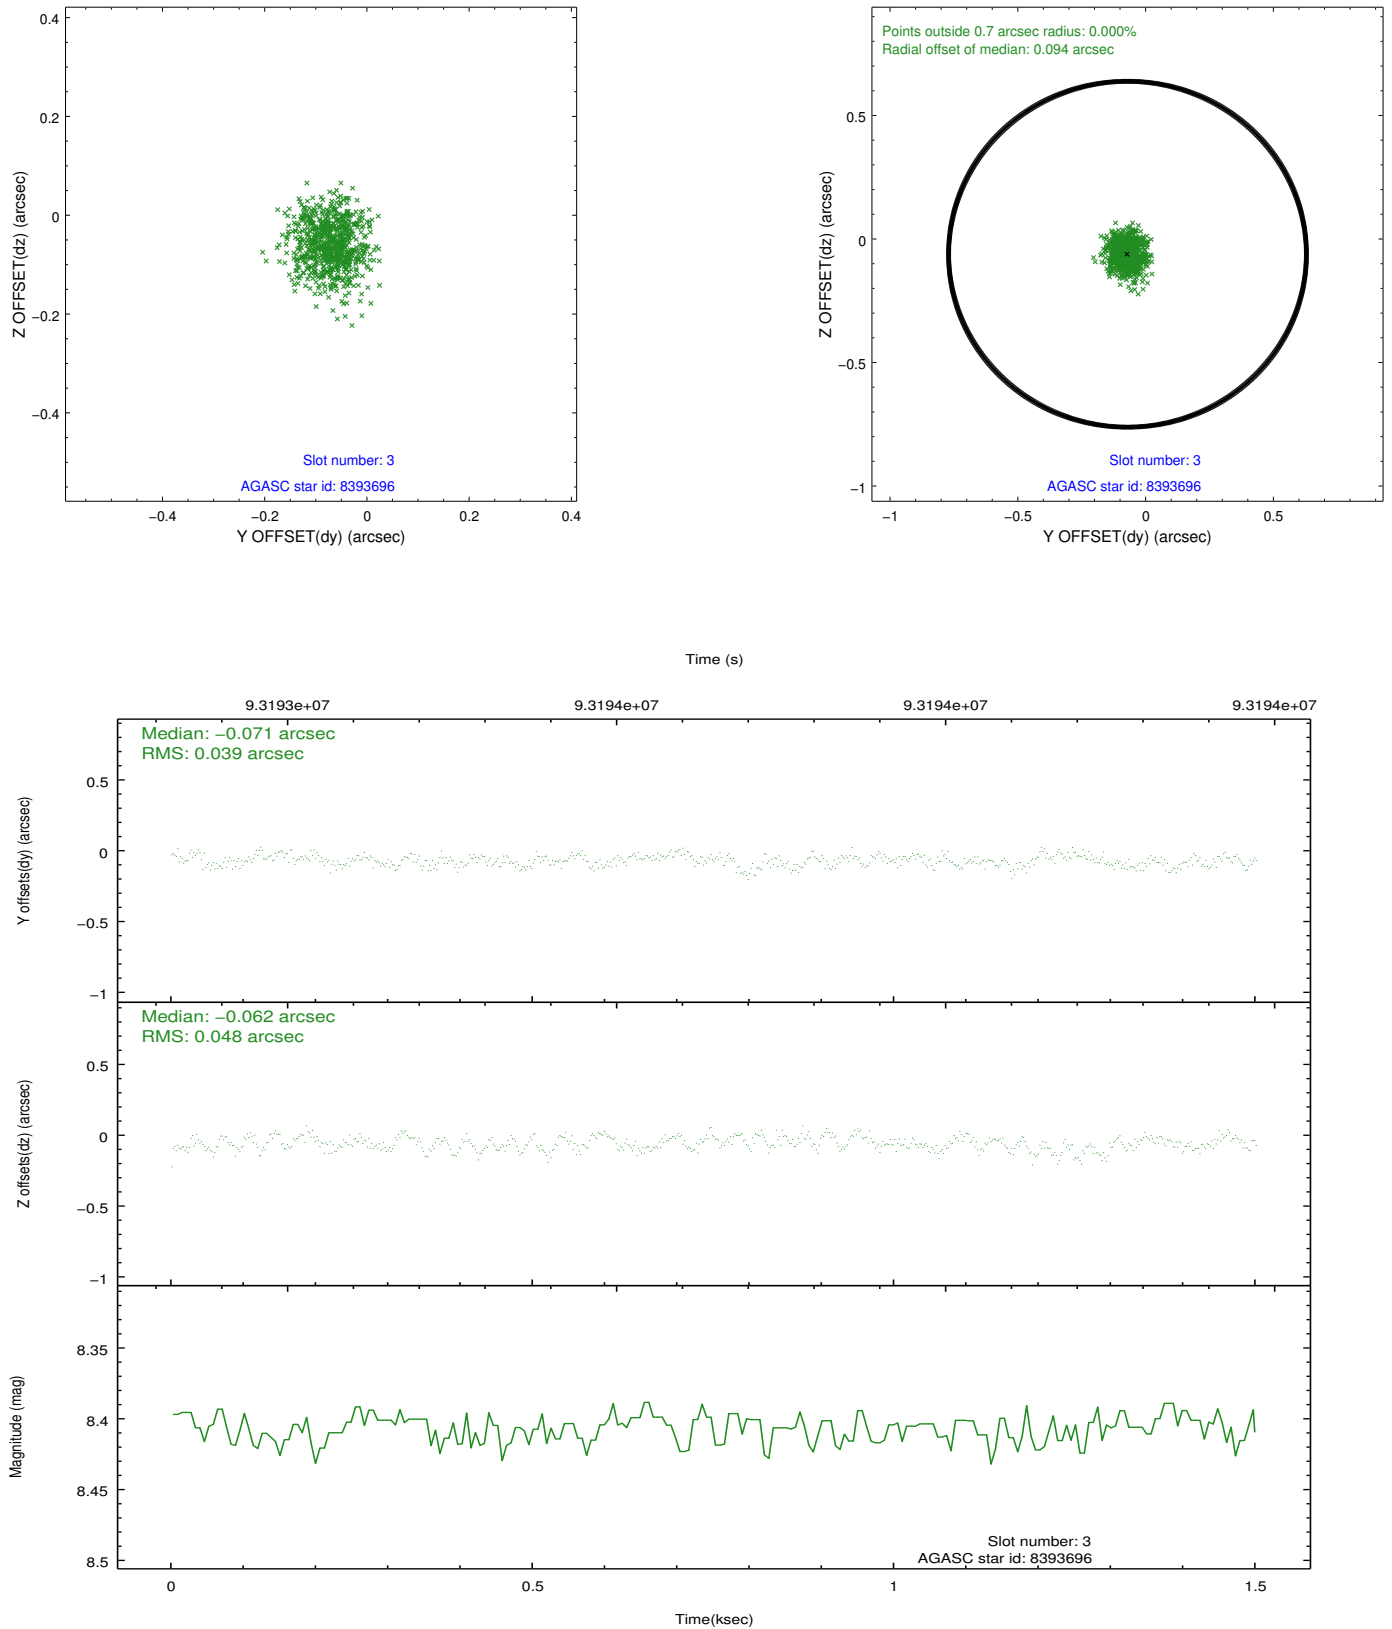 0.4
0.2
0
−0.2
−0.4
Z OFFSET(dz) (arcsec)
Slot number: 3
AGASC star id: 8393696
−0.4
−0.2
0
0.2
0.4
Y OFFSET(dy) (arcsec)
Points outside 0.7 arcsec radius: 0.000%
Radial offset of median: 0.094 arcsec
0.5
0
−0.5
−1
Z OFFSET(dz) (arcsec)
Slot number: 3
AGASC star id: 8393696
−1
−0.5
0
0.5
Y OFFSET(dy) (arcsec)
Time (s)
9.3193e+07
9.3194e+07
9.3194e+07
9.3194e+07
Median: −0.071 arcsec
RMS: 0.039 arcsec
0.5
0
−0.5
−1
Y offsets(dy) (arcsec)
Median: −0.062 arcsec
RMS: 0.048 arcsec
0.5
0
−0.5
−1
Z offsets(dz) (arcsec)
8.35
8.4
8.45
8.5
Magnitude (mag)
Slot number: 3
AGASC star id: 8393696
0
0.5
1
1.5
Time(ksec)